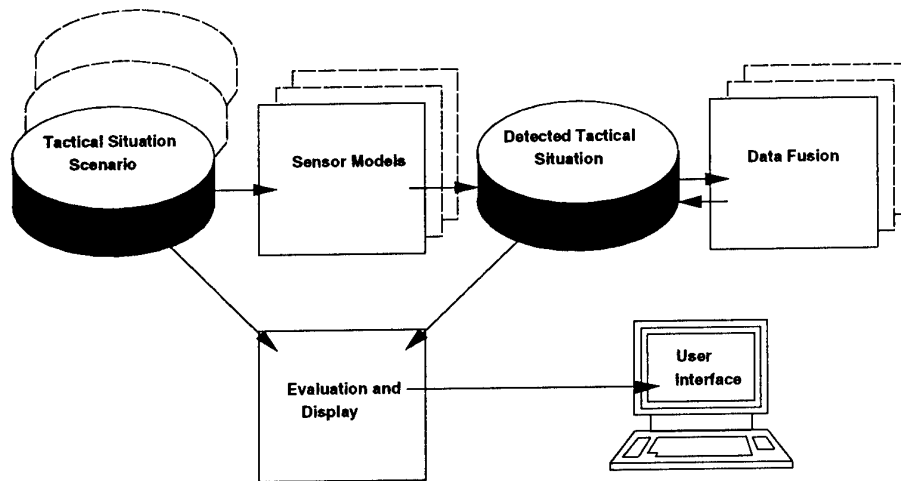 Tactical Situation
Scenario
Sensor Models
Detected Tactical
Situation
Data Fusion
Evaluation and
Display
User
Interface